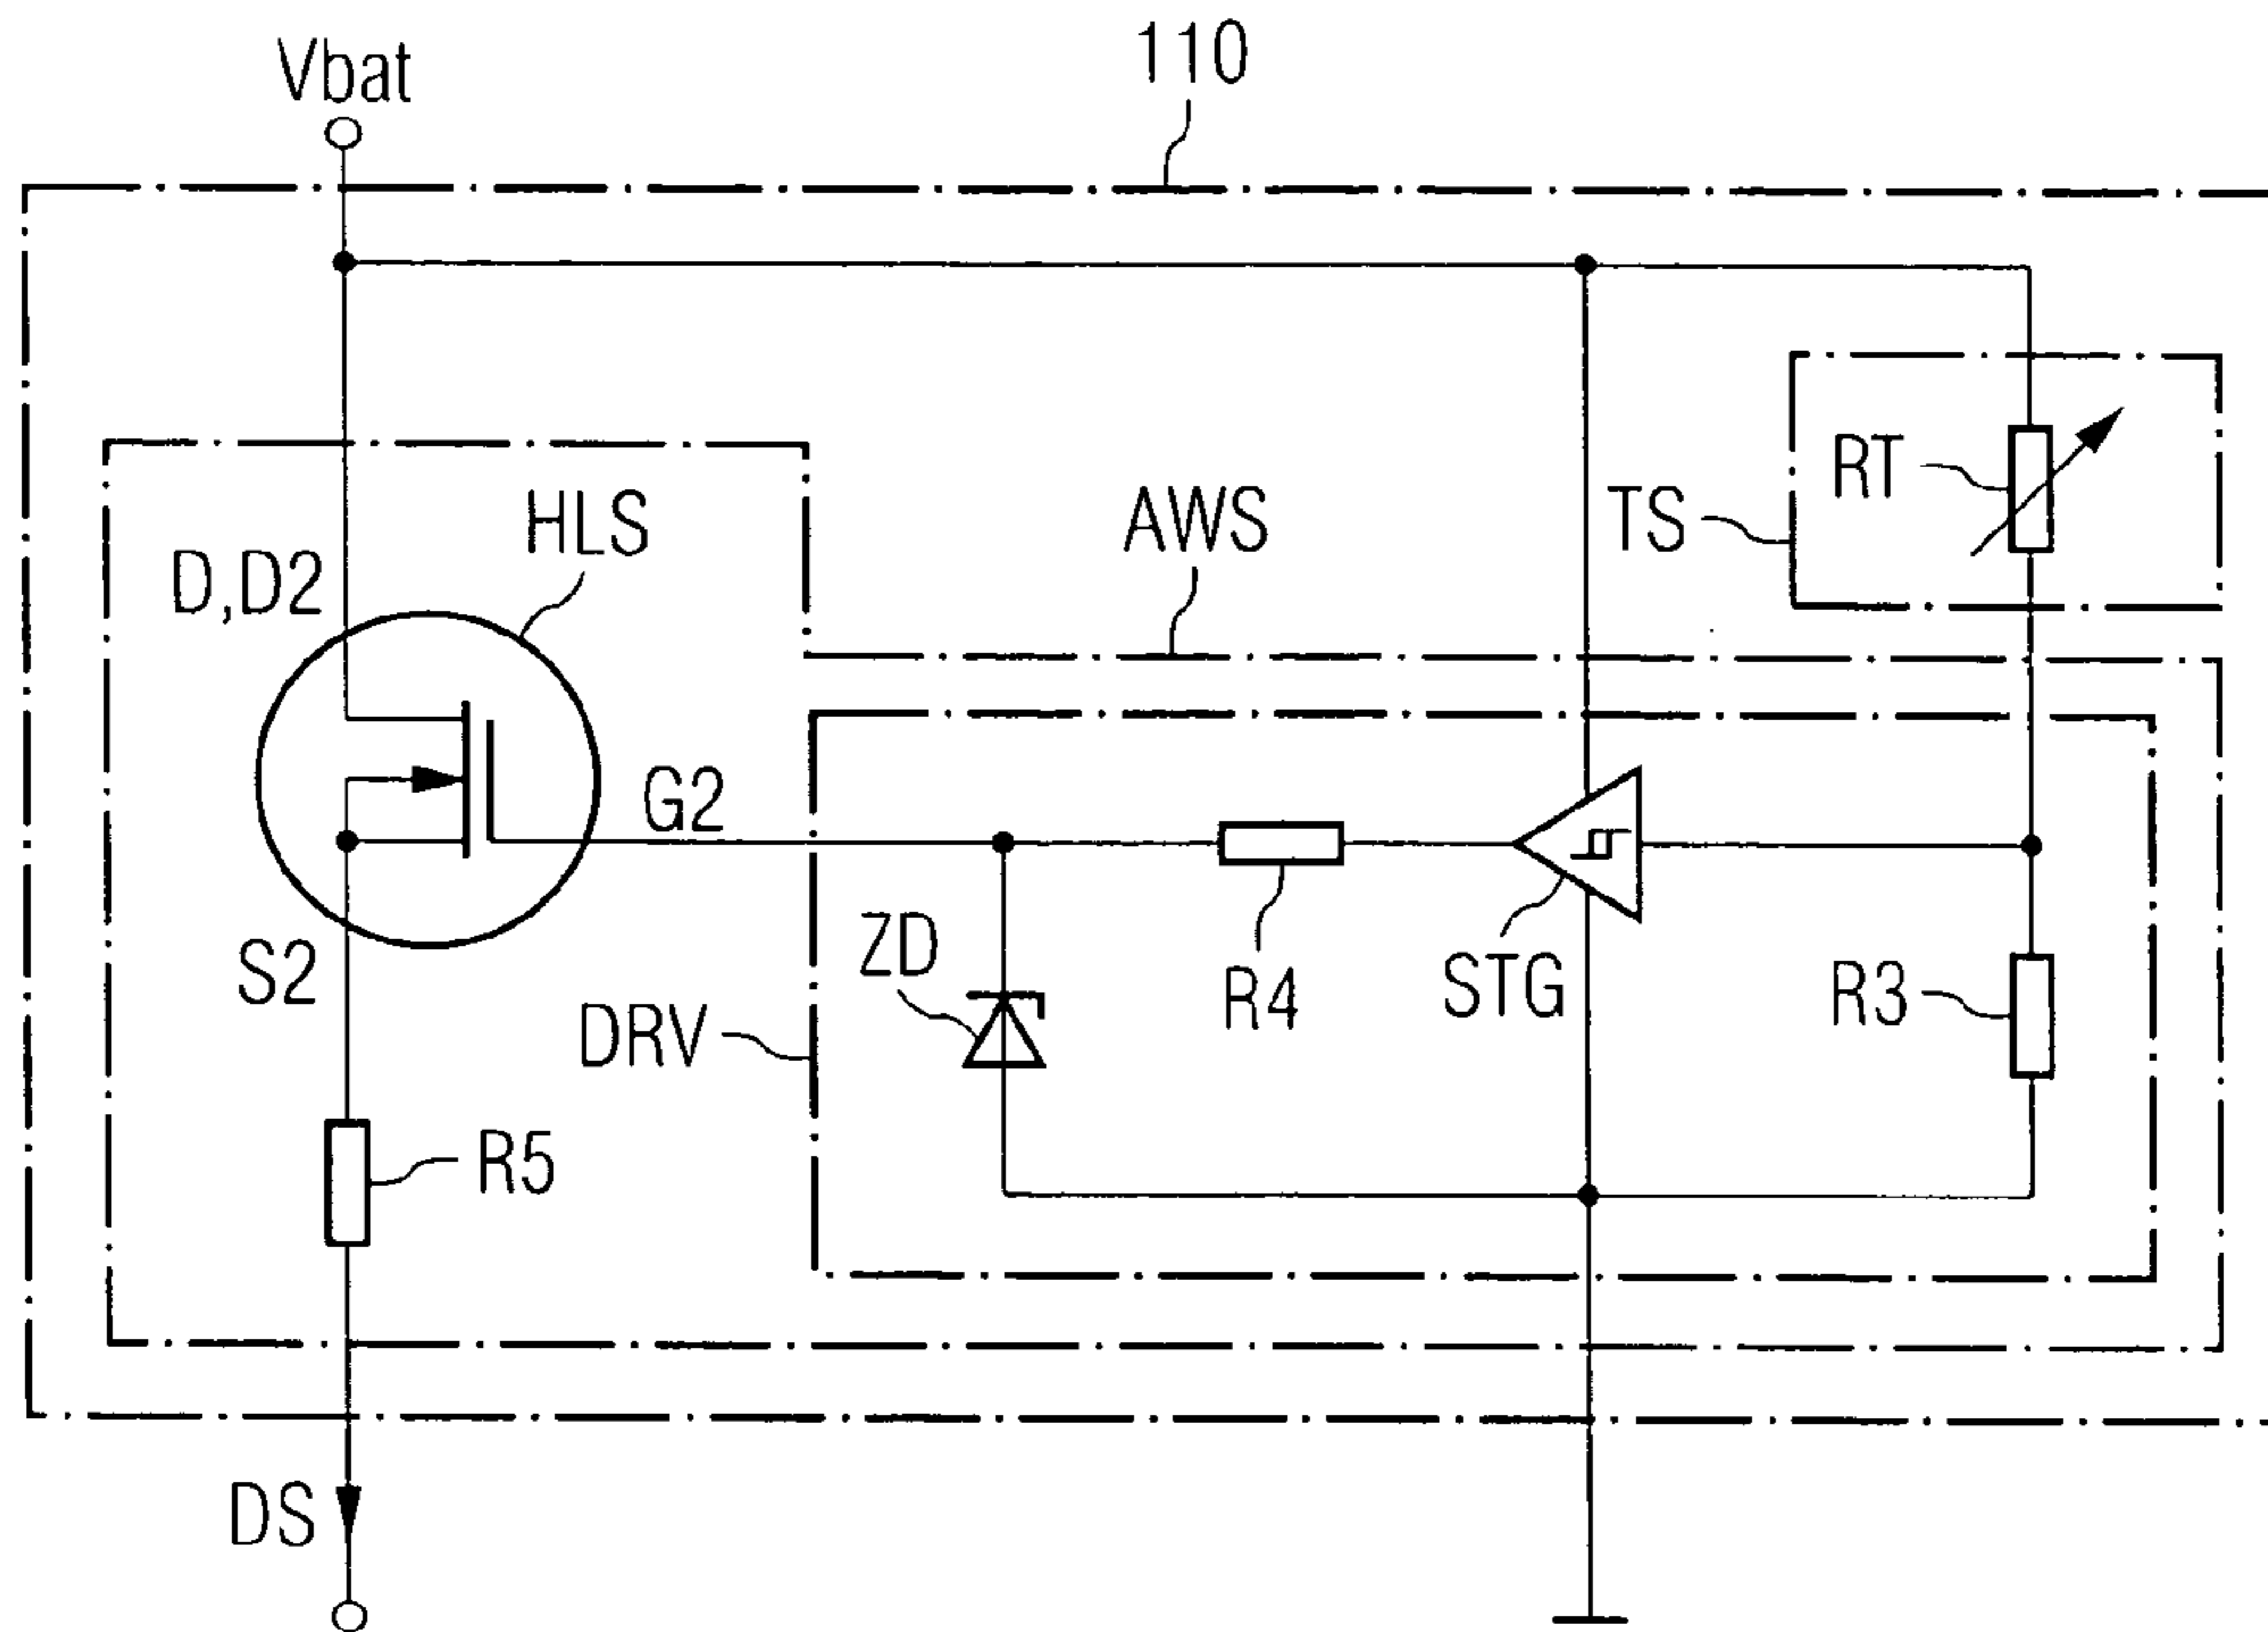 110
Vbat
RT
HLS
AWS
TS
D,D2
G2
ZD
S2
R4
STG
R3
DRV
R5
DS